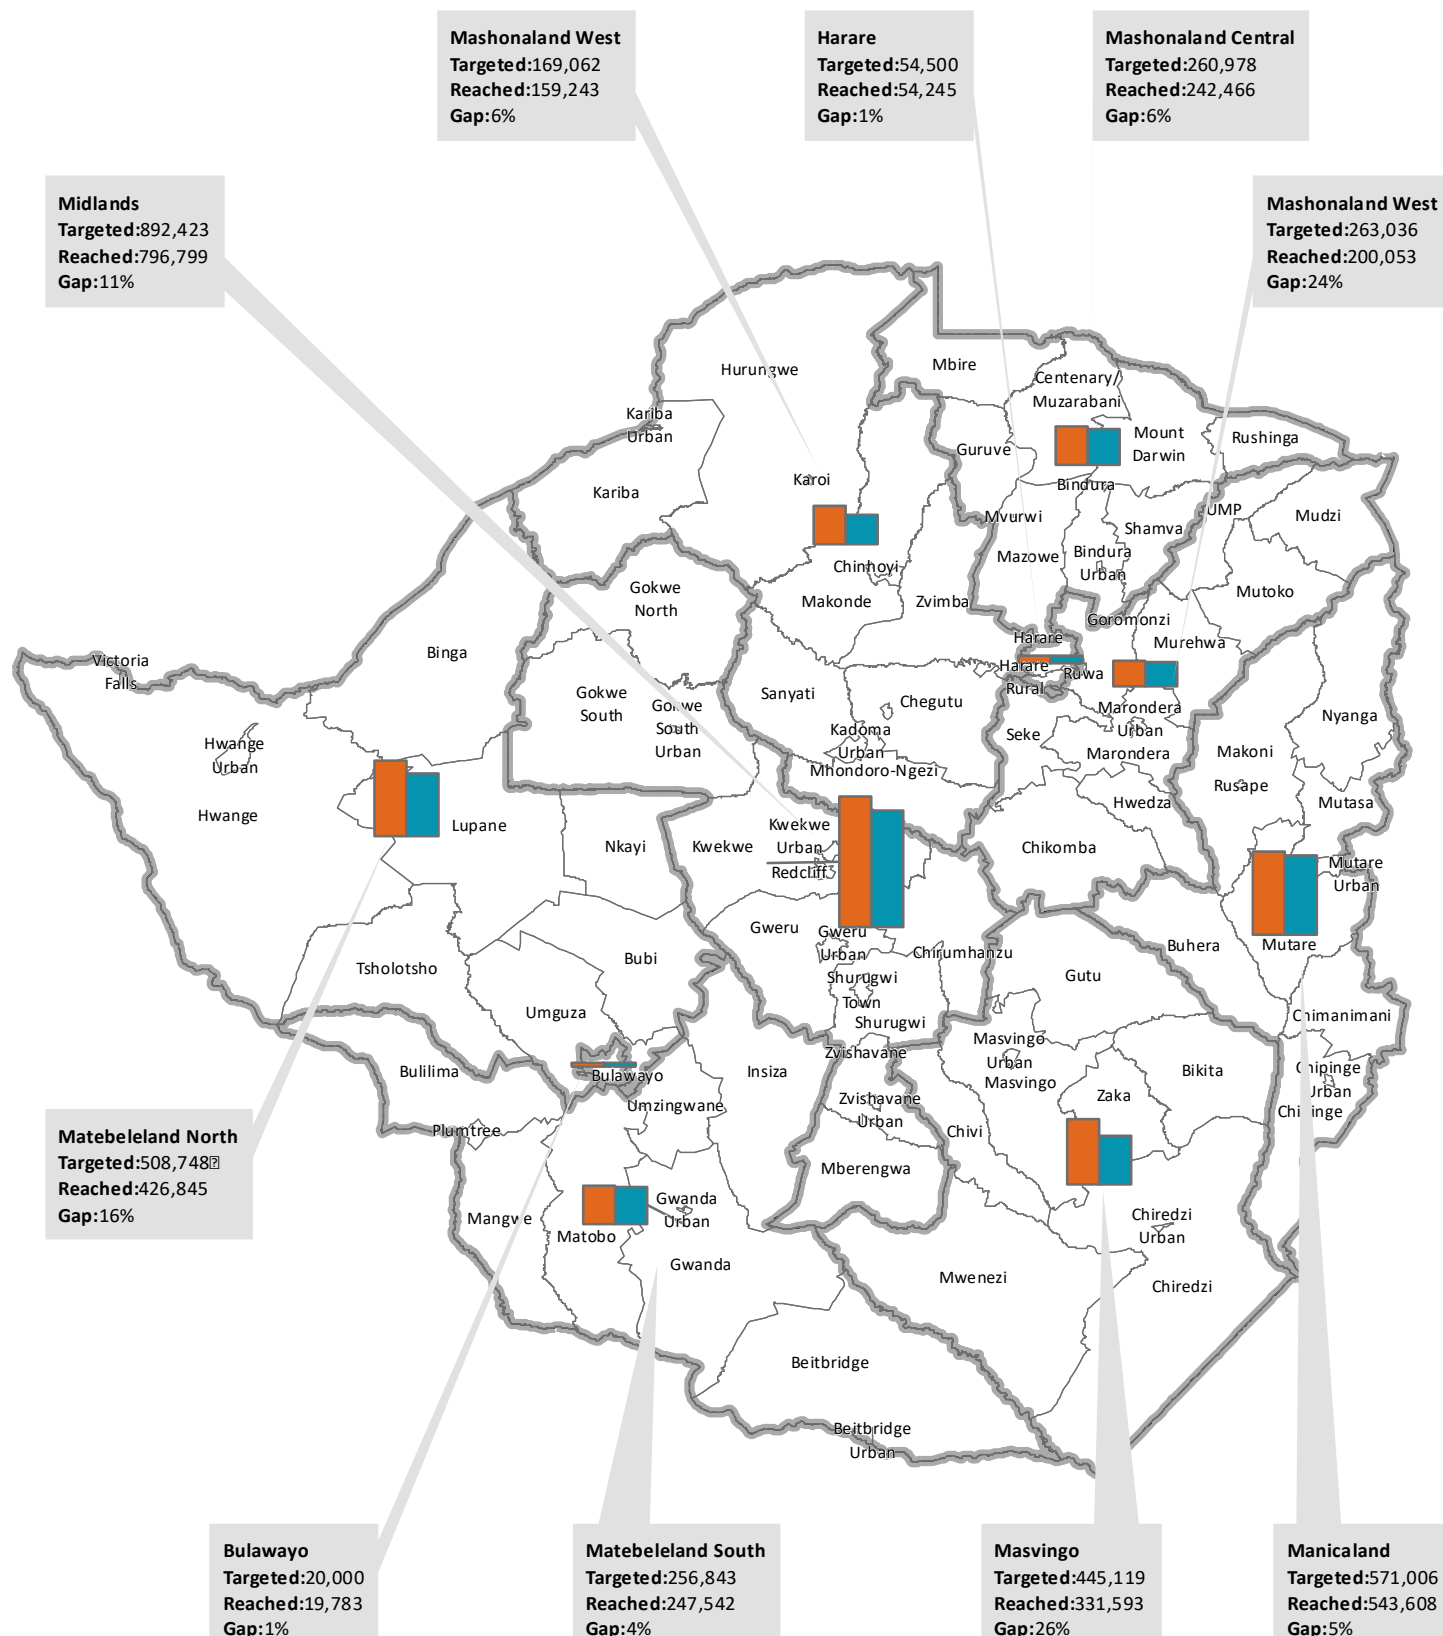 Mashonaland West
Targeted:169,062
Reached:159,243
Gap:6%
Harare
Targeted:54,500
Reached:54,245
Gap:1%
Mashonaland Central
Targeted:260,978
Reached:242,466
Gap:6%
Midlands
Targeted:892,423
Reached:796,799
Gap:11%
Mashonaland West
Targeted:263,036
Reached:200,053
Gap:24%
Hurungwe
Mbire
Centenary/
Muzarabani
Kariba
Urban
Guruve
Mount
Darwin
Rushinga
Karoi
Kariba
Bindura
Mvurwi
UMP
Mudzi
Shamva
Mazowe
Bindura
Urban
Chinhoyi
Gokwe
North
Makonde
Zvimba
Mutoko
Goromonzi
Harare
Murehwa
Victoria
Falls
Binga
Harare
Rural
Ruwa
Gokwe
South
Sanyati
Chegutu
Gokwe
South
Urban
Marondera
Urban
Nyanga
Kadoma
Urban
Seke
Marondera
Makoni
Hwange
Urban
Mhondoro-Ngezi
Rusape
Hwange
Hwedza
Mutasa
Lupane
Kwekwe
Urban
Nkayi
Kwekwe
Chikomba
Redcliff
Mutare
Urban
Gweru
Gweru
Urban
Chirumhanzu
Buhera
Mutare
Tsholotsho
Bubi
Gutu
Shurugwi
Town
Umguza
Shurugwi
Chimanimani
Masvingo
Urban
Zvishavane
Masvingo
Bulilima
Bulawayo
Insiza
Bikita
Chipinge
Urban
Zaka
Zvishavane
Urban
Umzingwane
Chipinge
Plumtree
Chivi
Matebeleland North
Targeted:508,748
Reached:426,845
Gap:16%
Mberengwa
Mangwe
Gwanda
Urban
Chiredzi
Urban
Matobo
Gwanda
Mwenezi
Chiredzi
Beitbridge
Beitbridge
Urban
Bulawayo
Targeted:20,000
Reached:19,783
Gap:1%
Matebeleland South
Targeted:256,843
Reached:247,542
Gap:4%
Masvingo
Targeted:445,119
Reached:331,593
Gap:26%
Manicaland
Targeted:571,006
Reached:543,608
Gap:5%